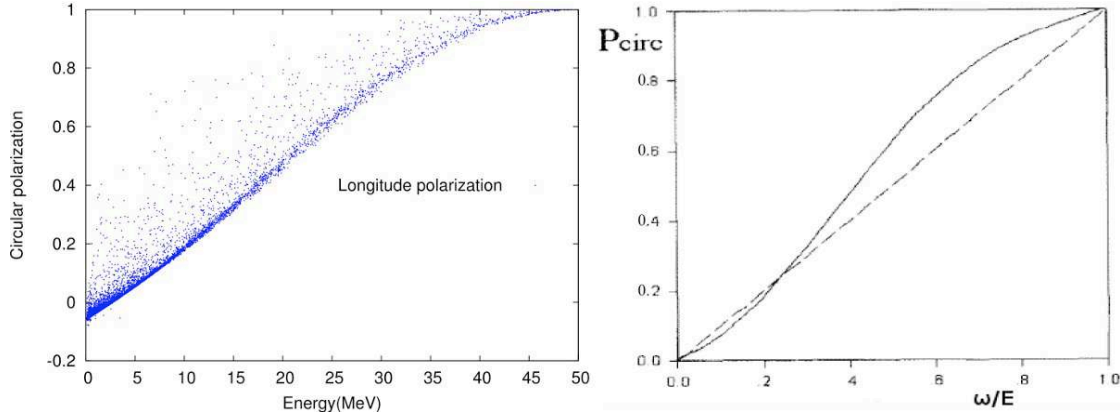 1
0.8
0.6
0.4
0.2
0
-0.2
Circular polarization
Longitude polarization
0 5 10 15 20 25 30 35 40 45 50
Energy(MeV)
1.0
Pcirc
0.8
0.6
0.4
0.2
0.0
0.0 .2 .4 .6 .8 1.0
ω/E